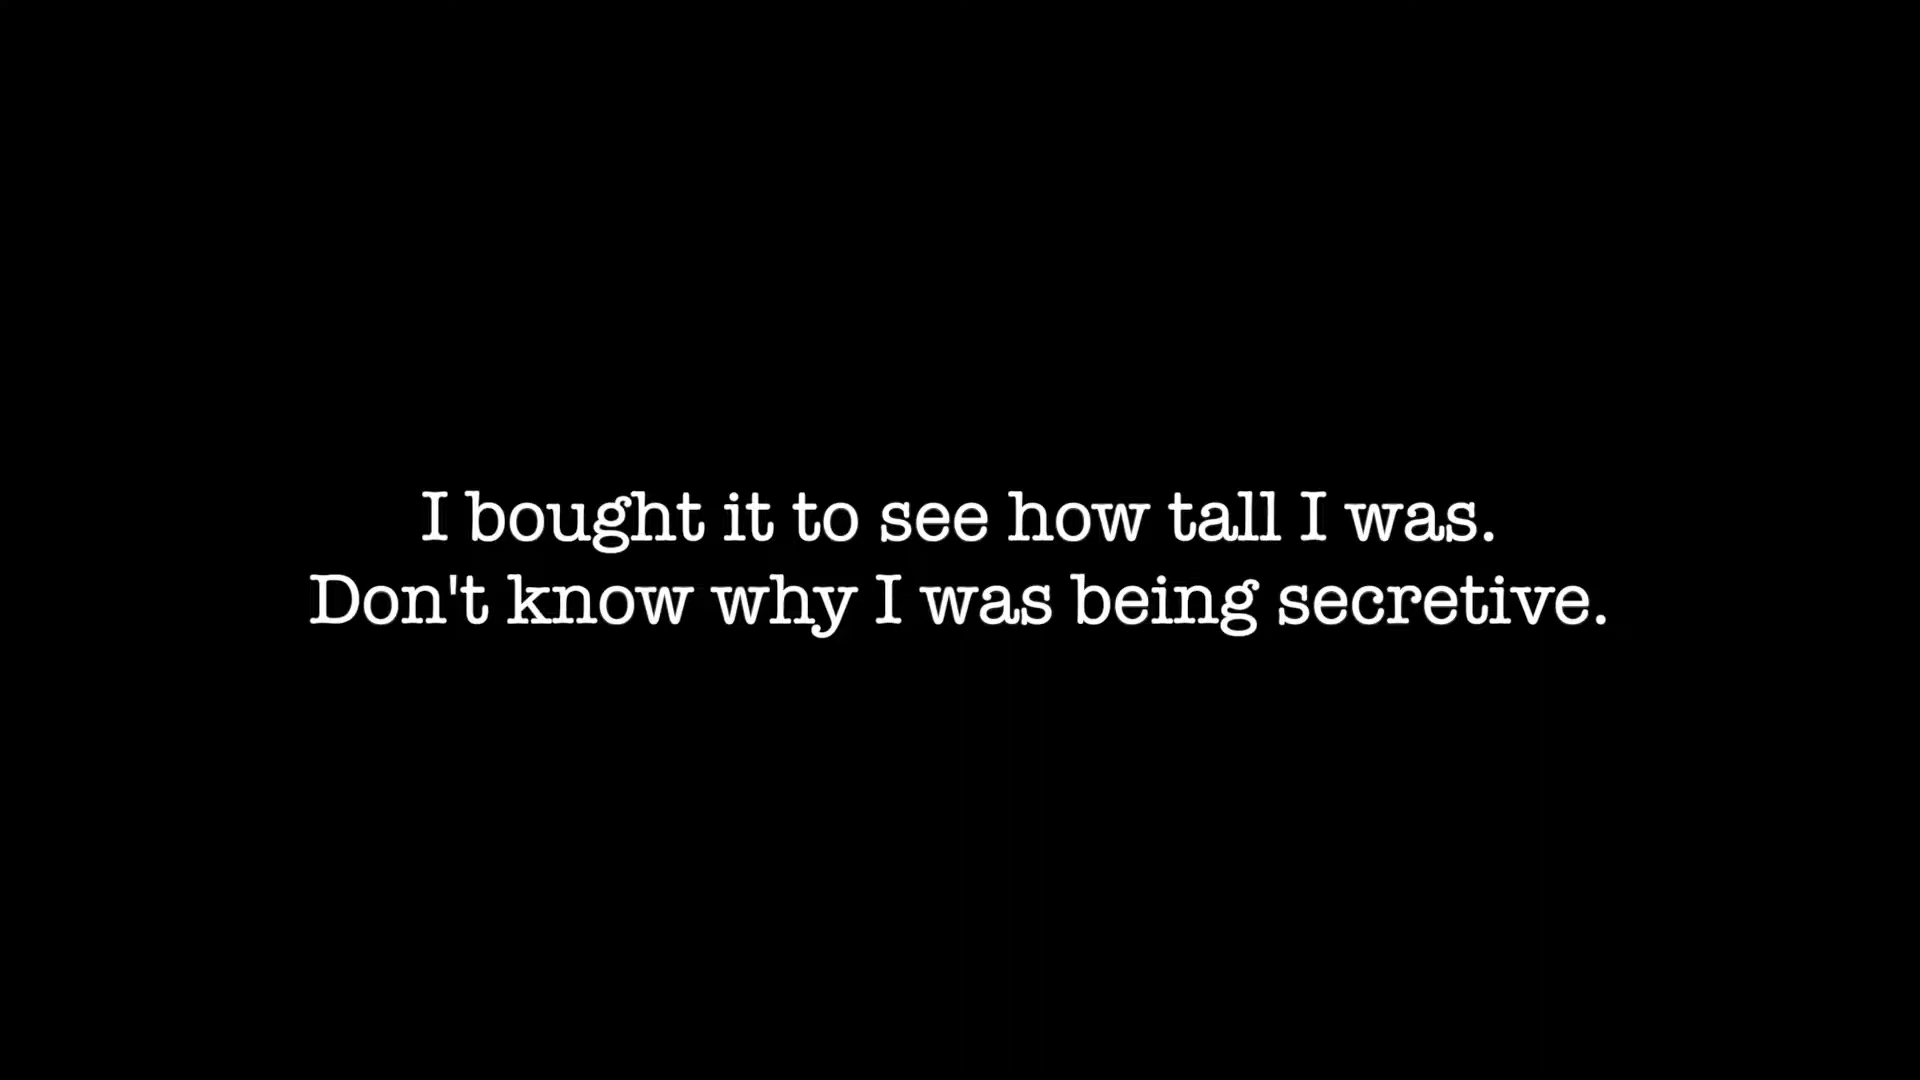 I bought it to see how tall I was.
Don't know why I was being secretive.